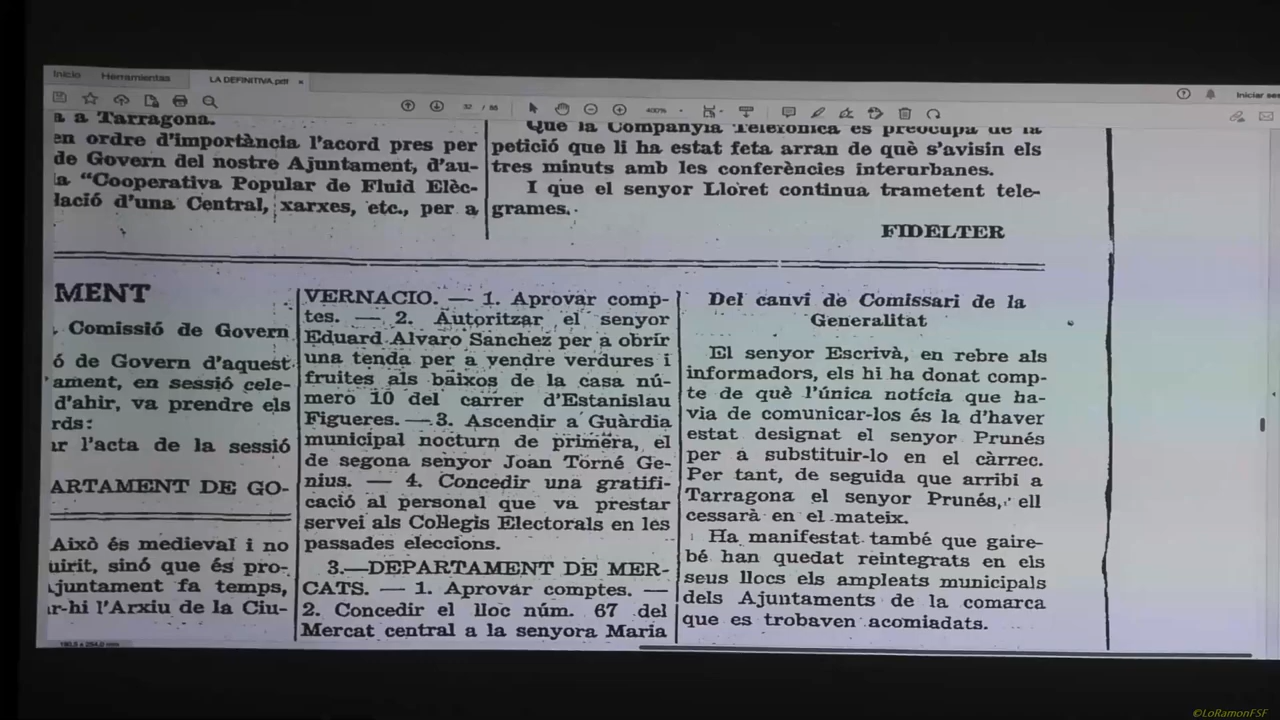 Inicio Herramientas LA DEFINITIVA.pdf ×
32 / 86 400% Iniciar ses
a a Tarragona.
en ordre d'importància l'acord pres per
de Govern del nostre Ajuntament, d'au-
la “Cooperativa Popular de Fluid Elèc-
lació d'una Central, xarxes, etc., per a
Que la Companyia Telefònica es preocupa de la
petició que li ha estat feta arran de què s'avisin els
tres minuts amb les conferències interurbanes.
I que el senyor Lloret continua trametent tele-
grames.
FIDELTER
MENT
Comissió de Govern
ó de Govern d'aquest
ament, en sessió cele-
d'ahir, va prendre els
rds:
ar l'acta de la sessió
ARTAMENT DE GO-
Això és medieval i no
uirit, sinó que és pro-
Ajuntament fa temps,
ar-hi l'Arxiu de la Ciu-
VERNACIO. — 1. Aprovar comp-
tes. — 2. Autoritzar el senyor
Eduard Alvaro Sanchez per a obrir
una tenda per a vendre verdures i
fruites als baixos de la casa nú-
mero 10 del carrer d'Estanislau
Figueres. — 3. Ascendir a Guàrdia
municipal nocturn de primera, el
de segona senyor Joan Torné Ge-
nius. — 4. Concedir una gratifi-
cació al personal que va prestar
servei als Col·legis Electorals en les
passades eleccions.
3.—DEPARTAMENT DE MER-
CATS. — 1. Aprovar comptes. —
2. Concedir el lloc núm. 67 del
Mercat central a la senyora Maria
Del canvi de Comissari de la
Generalitat
El senyor Escrivà, en rebre als
informadors, els hi ha donat comp-
te de què l'única notícia que ha-
via de comunicar-los és la d'haver
estat designat el senyor Prunés
per a substituir-lo en el càrrec.
Per tant, de seguida que arribi a
Tarragona el senyor Prunés, ell
cessarà en el mateix.
Ha manifestat també que gaire-
bé han quedat reintegrats en els
seus llocs els ampleats municipals
dels Ajuntaments de la comarca
que es trobaven acomiadats.
©LoRamonFSF